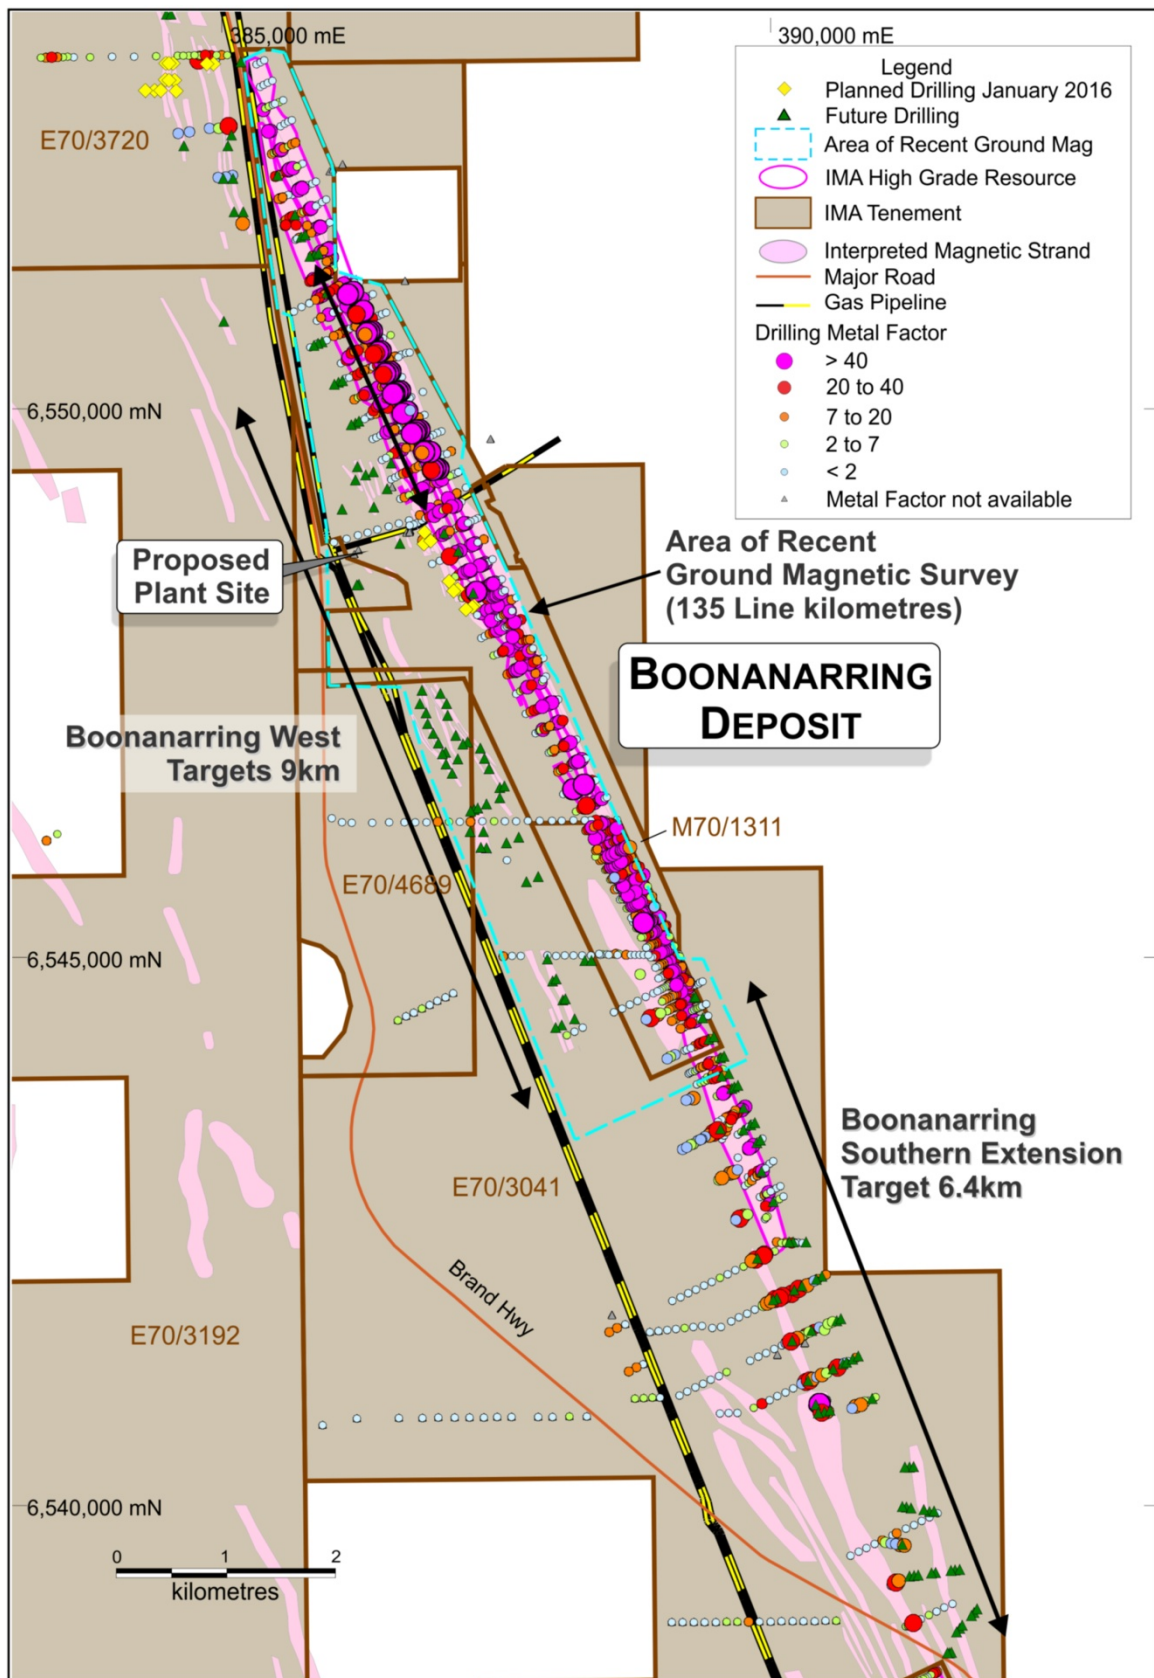 385,000 mE
390,000 mE
Legend
Planned Drilling January 2016
Future Drilling
Area of Recent Ground Mag
IMA High Grade Resource
IMA Tenement
Interpreted Magnetic Strand
Major Road
Gas Pipeline
Drilling Metal Factor
> 40
20 to 40
7 to 20
2 to 7
< 2
Metal Factor not available
E70/3720
6,550,000 mN
Proposed
Plant Site
Area of Recent
Ground Magnetic Survey
(135 Line kilometres)
BOONANARRING
DEPOSIT
Boonanarring West
Targets 9km
M70/1311
E70/4689
6,545,000 mN
Boonanarring
Southern Extension
Target 6.4km
E70/3041
Brand Hwy
E70/3192
6,540,000 mN
0 1 2
kilometres